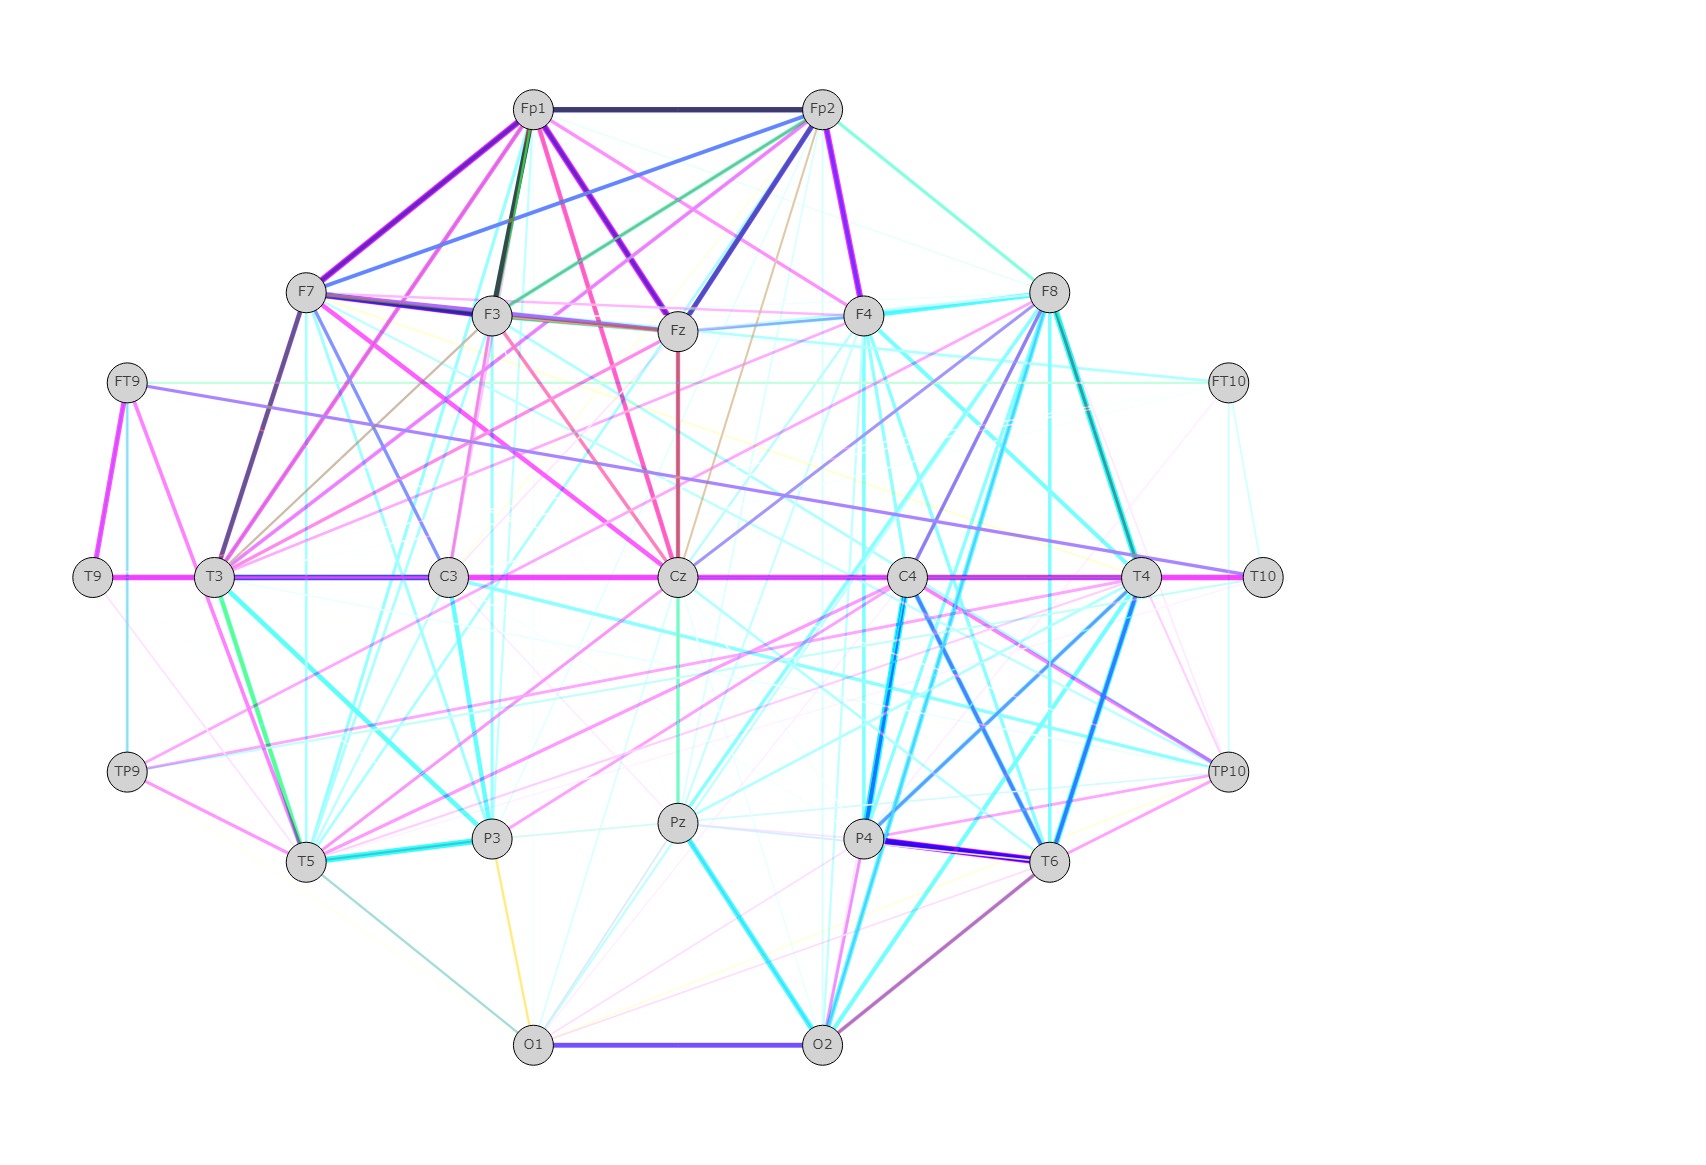 Fp1 Fp2
F7 F3 Fz F4 F8
FT9 FT10
T9 T3 C3 Cz C4 T4 T10
TP9 TP10
T5 P3 Pz P4 T6
O1 O2